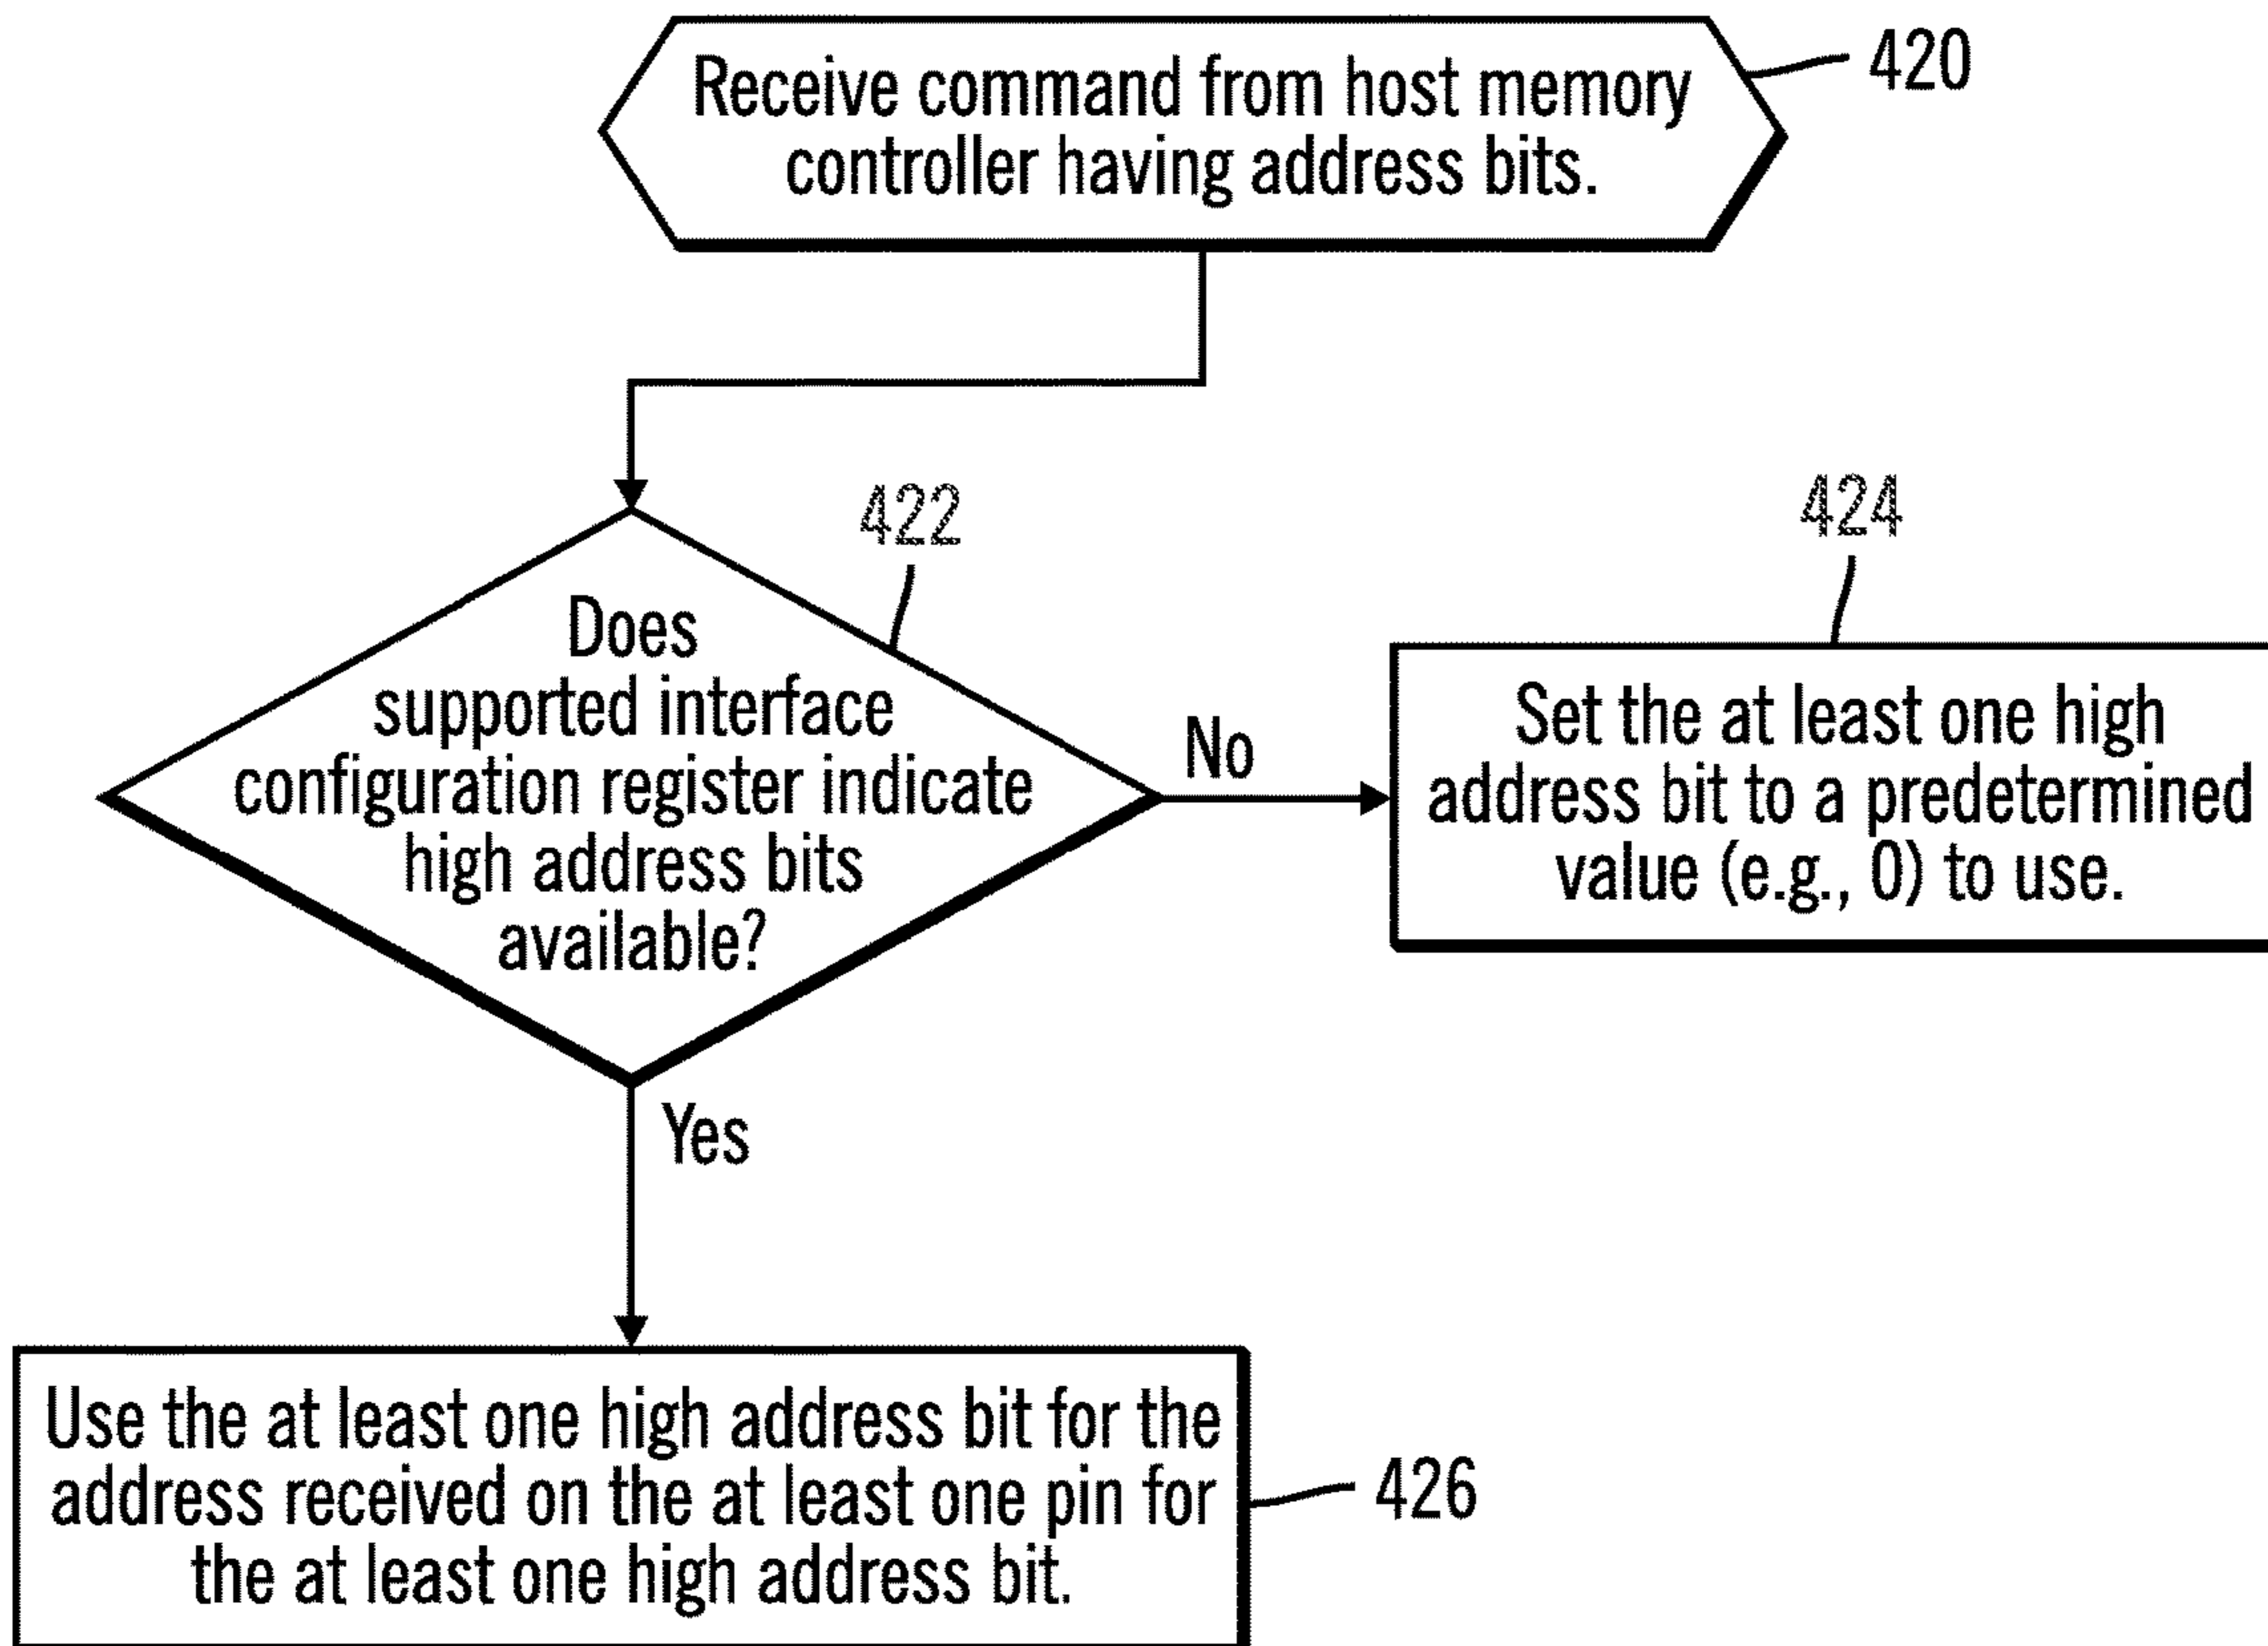 Receive command from host memory
controller having address bits.
420
422
Does
supported interface
configuration register indicate
high address bits
available?
No
424
Set the at least one high
address bit to a predetermined
value (e.g., 0) to use.
Yes
Use the at least one high address bit for the
address received on the at least one pin for
the at least one high address bit.
426